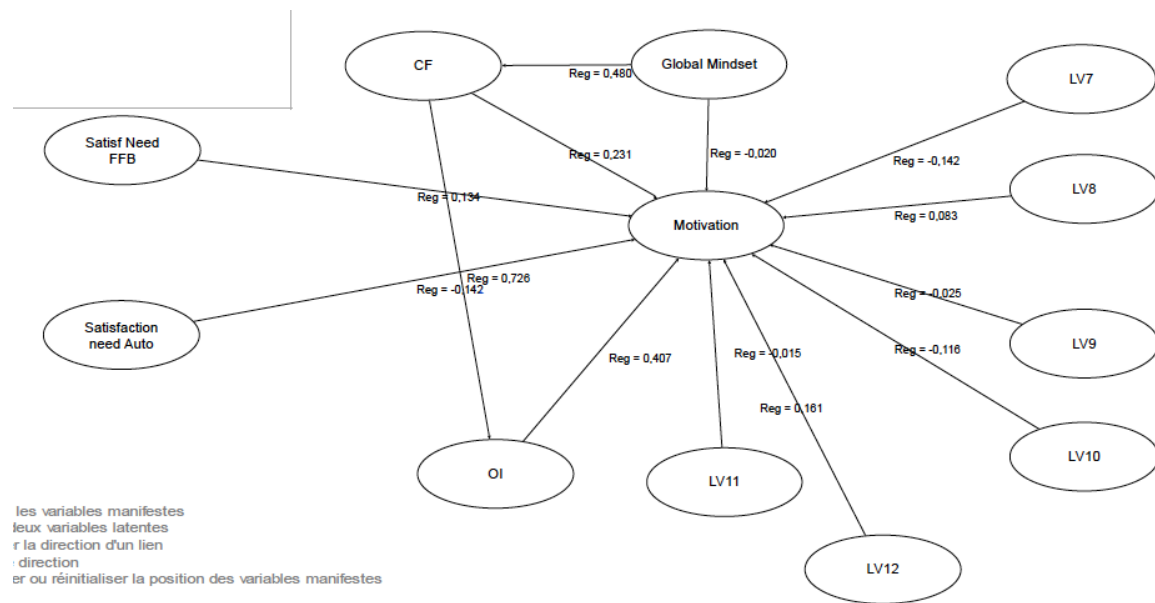 CF
Global Mindset
Reg = 0,480
LV7
Satisf Need
FFB
Reg = 0,231
Reg = -0,020
Reg = -0,142
LV8
Reg = 0,134
Motivation
Reg = 0,083
Reg = 0,726
Reg = -0,142
Reg = -0,025
Satisfaction
need Auto
LV9
Reg = 0,407
Reg = -0,015
Reg = -0,116
Reg = 0,161
LV10
OI
LV11
LV12
les variables manifestes
deux variables latentes
er la direction d'un lien
direction
er ou réinitialiser la position des variables manifestes